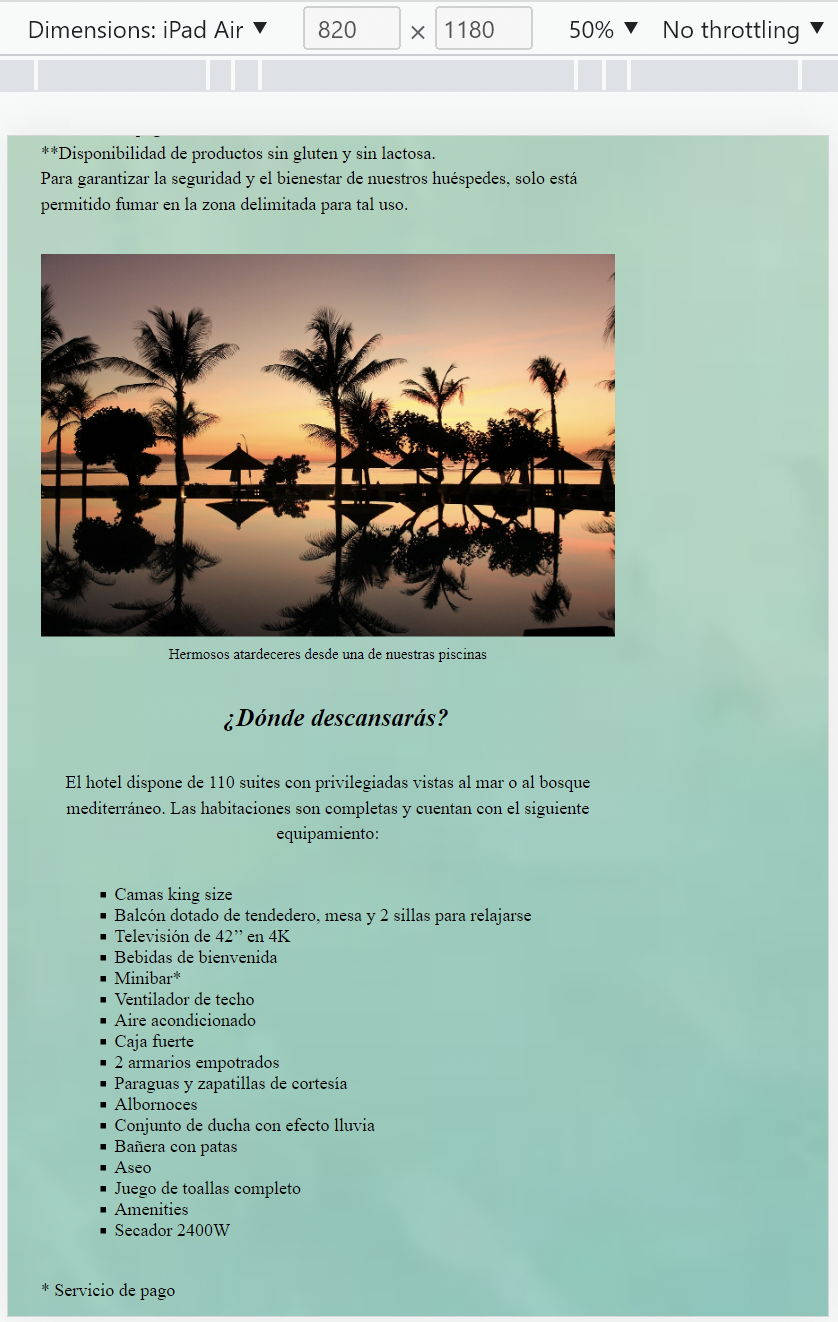 Dimensions: iPad Air ▼ 820 × 1180 50% ▼ No throttling ▼
**Disponibilidad de productos sin gluten y sin lactosa.
Para garantizar la seguridad y el bienestar de nuestros huéspedes, solo está
permitido fumar en la zona delimitada para tal uso.
Hermosos atardeceres desde una de nuestras piscinas
¿Dónde descansarás?
El hotel dispone de 110 suites con privilegiadas vistas al mar o al bosque
mediterráneo. Las habitaciones son completas y cuentan con el siguiente
equipamiento:
▪ Camas king size
▪ Balcón dotado de tendedero, mesa y 2 sillas para relajarse
▪ Televisión de 42’’ en 4K
▪ Bebidas de bienvenida
▪ Minibar*
▪ Ventilador de techo
▪ Aire acondicionado
▪ Caja fuerte
▪ 2 armarios empotrados
▪ Paraguas y zapatillas de cortesía
▪ Albornoces
▪ Conjunto de ducha con efecto lluvia
▪ Bañera con patas
▪ Aseo
▪ Juego de toallas completo
▪ Amenities
▪ Secador 2400W
* Servicio de pago